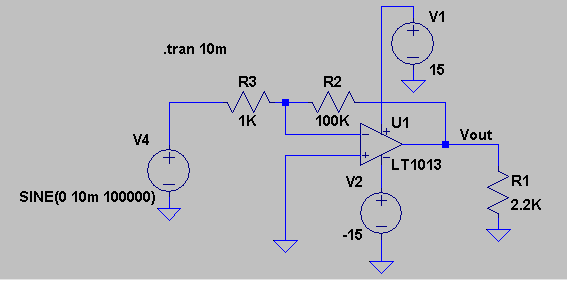 V1
15
.tran 10m
R3
1K
R2
100K
U1
LT1013
Vout
V4
SINE(0 10m 100000)
V2
-15
R1
2.2K